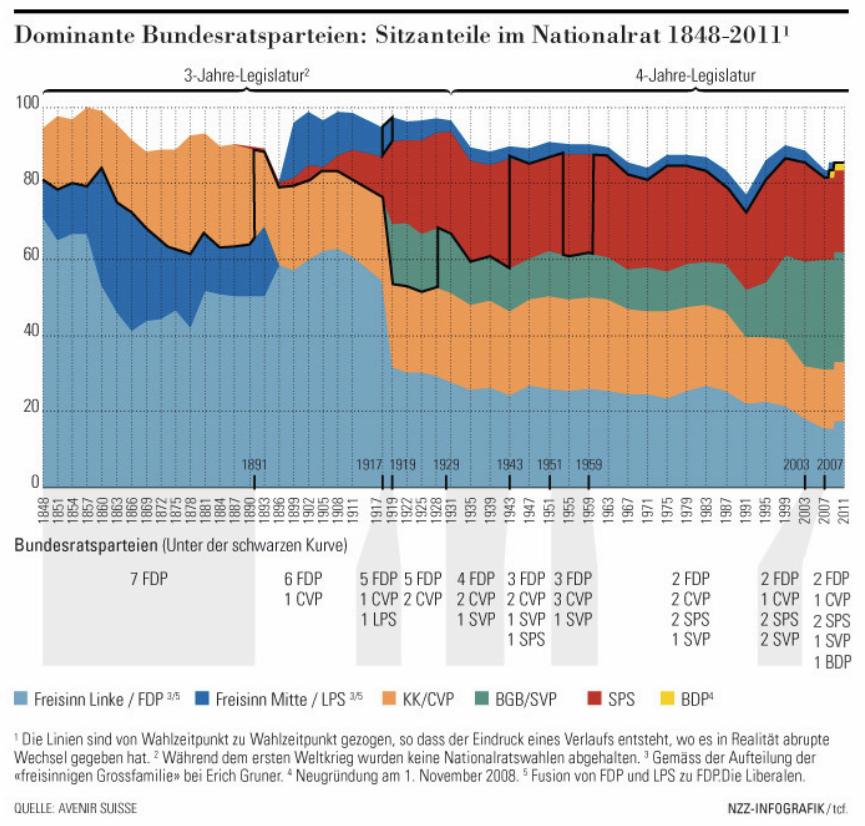 Dominante Bundesratsparteien: Sitzanteile im Nationalrat 1848-2011¹
3-Jahre-Legislatur² 4-Jahre-Legislatur
100
80
60
40
20
0
1891 1917 1919 1929 1943 1951 1959 2003 2007
1848 1851 1854 1857 1860 1863 1866 1869 1872 1875 1878 1881 1884 1887 1890 1893 1896 1899 1902 1905 1908 1911 1917 1919 1922 1925 1928 1931 1935 1939 1943 1947 1951 1955 1959 1963 1967 1971 1975 1979 1983 1987 1991 1995 1999 2003 2007 2011
Bundesratsparteien (Unter der schwarzen Kurve)
7 FDP 6 FDP 5 FDP 5 FDP 4 FDP 3 FDP 3 FDP 2 FDP 2 FDP 2 FDP
1 CVP 1 CVP 2 CVP 2 CVP 2 CVP 3 CVP 2 CVP 1 CVP 1 CVP
1 LPS 1 SVP 1 SVP 1 SVP 2 SPS 2 SPS 2 SPS
1 SPS 1 SVP 2 SVP 1 SVP
1 BDP
Freisinn Linke / FDP ³/⁵ Freisinn Mitte / LPS ³/⁵ KK/CVP BGB/SVP SPS BDP⁴
¹ Die Linien sind von Wahlzeitpunkt zu Wahlzeitpunkt gezogen, so dass der Eindruck eines Verlaufs entsteht, wo es in Realität abrupte
Wechsel gegeben hat. ² Während dem ersten Weltkrieg wurden keine Nationalratswahlen abgehalten. ³ Gemäss der Aufteilung der
«freisinnigen Grossfamilie» bei Erich Gruner. ⁴ Neugründung am 1. November 2008. ⁵ Fusion von FDP und LPS zu FDP.Die Liberalen.
QUELLE: AVENIR SUISSE NZZ-INFOGRAFIK/tcf.